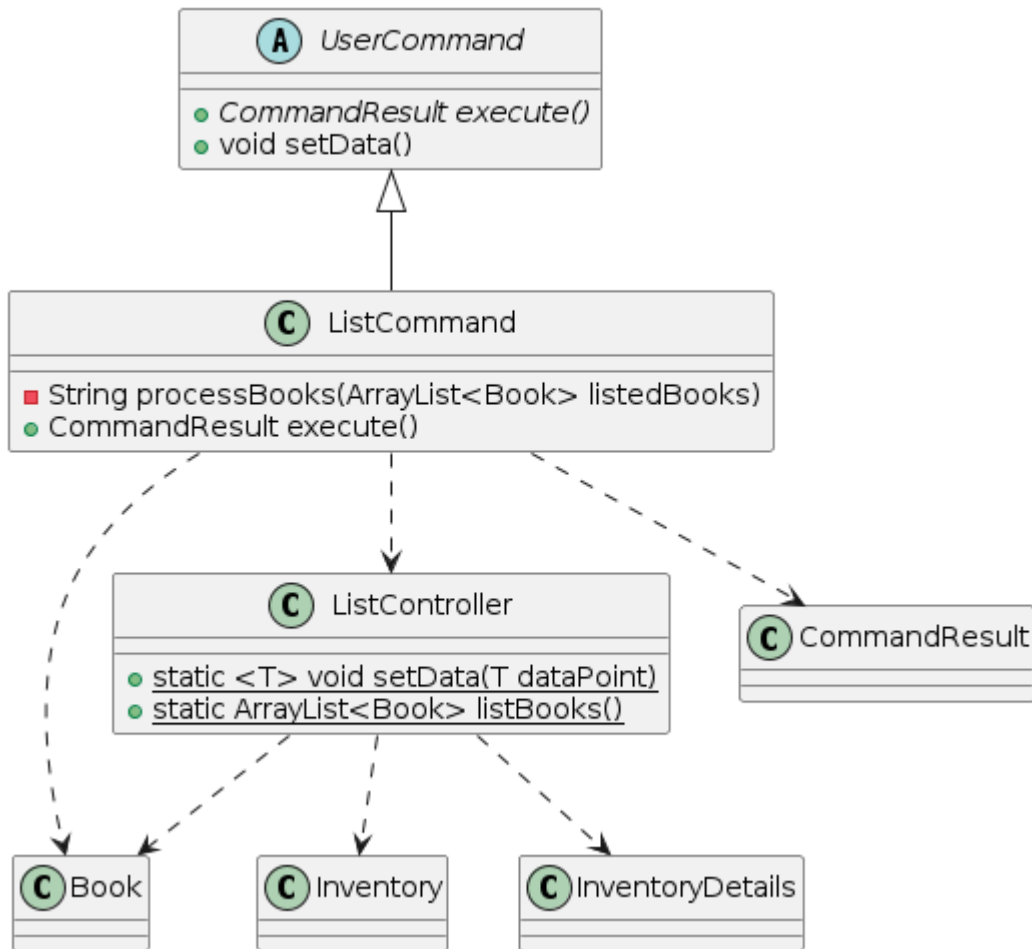 A UserCommand
CommandResult execute()
void setData()
C ListCommand
String processBooks(ArrayList<Book> listedBooks)
CommandResult execute()
C ListController
static <T> void setData(T dataPoint)
static ArrayList<Book> listBooks()
C CommandResult
C Book
C Inventory
C InventoryDetails